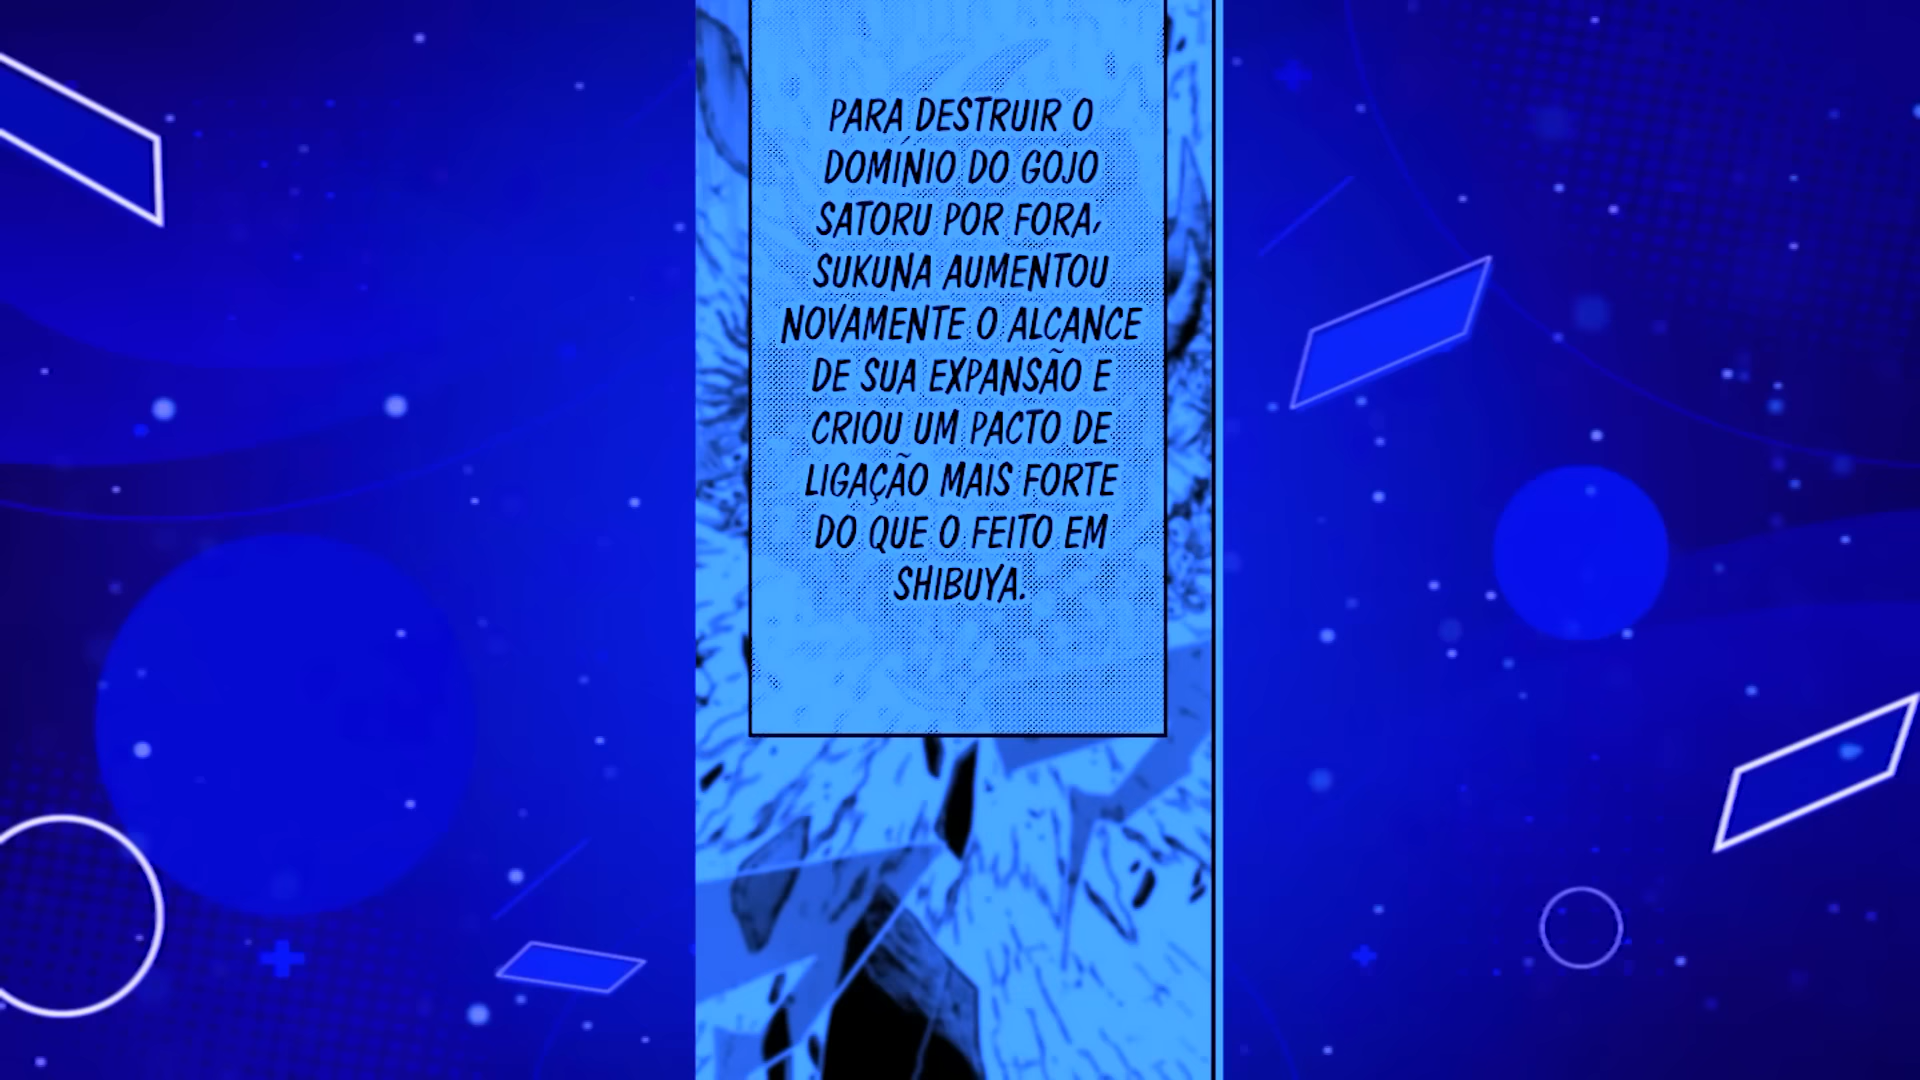 PARA DESTRUIR O
DOMÍNIO DO GOJO
SATORU POR FORA,
SUKUNA AUMENTOU
NOVAMENTE O ALCANCE
DE SUA EXPANSÃO E
CRIOU UM PACTO DE
LIGAÇÃO MAIS FORTE
DO QUE O FEITO EM
SHIBUYA.